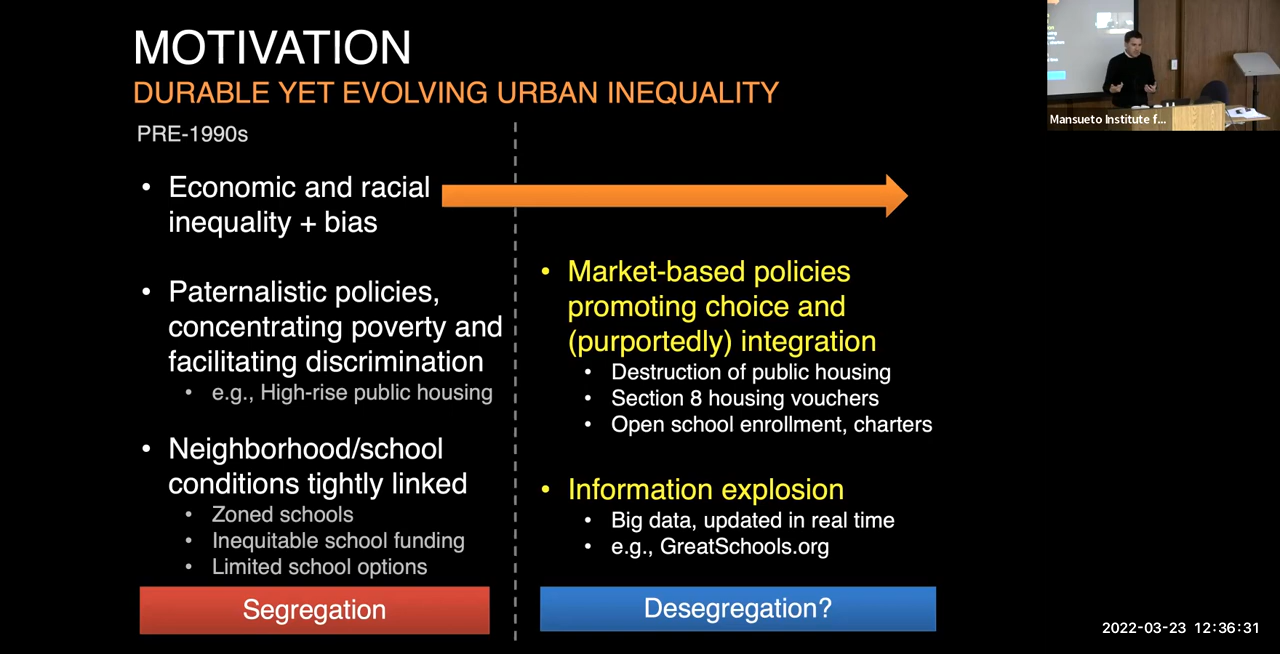 MOTIVATION
DURABLE YET EVOLVING URBAN INEQUALITY
PRE-1990s
• Economic and racial
inequality + bias
• Paternalistic policies,
concentrating poverty and
facilitating discrimination
• e.g., High-rise public housing
• Neighborhood/school
conditions tightly linked
• Zoned schools
• Inequitable school funding
• Limited school options
Segregation
• Market-based policies
promoting choice and
(purportedly) integration
• Destruction of public housing
• Section 8 housing vouchers
• Open school enrollment, charters
• Information explosion
• Big data, updated in real time
• e.g., GreatSchools.org
Desegregation?
Mansueto Institute f...
2022-03-23 12:36:31